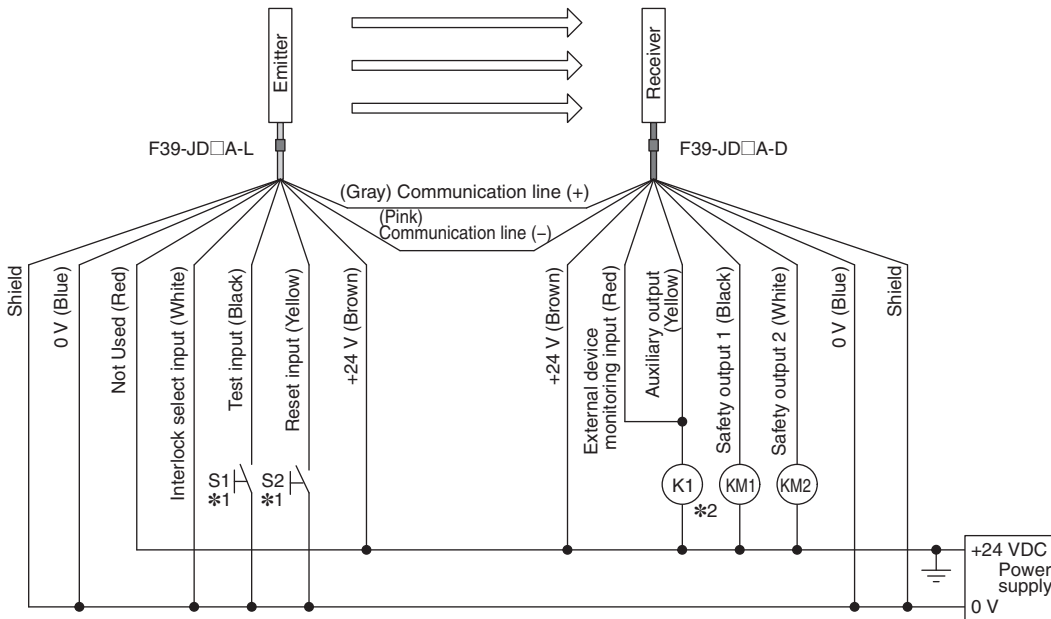 Emitter
Receiver
F39-JD□A-L
F39-JD□A-D
(Gray) Communication line (+)
(Pink)
Communication line (−)
Shield
0 V (Blue)
Not Used (Red)
Interlock select input (White)
Test input (Black)
Reset input (Yellow)
+24 V (Brown)
+24 V (Brown)
External device
monitoring input (Red)
Auxiliary output
(Yellow)
Safety output 1 (Black)
Safety output 2 (White)
0 V (Blue)
Shield
S1
*1
S2
*1
K1
*2
KM1
KM2
+24 VDC
Power
supply
0 V